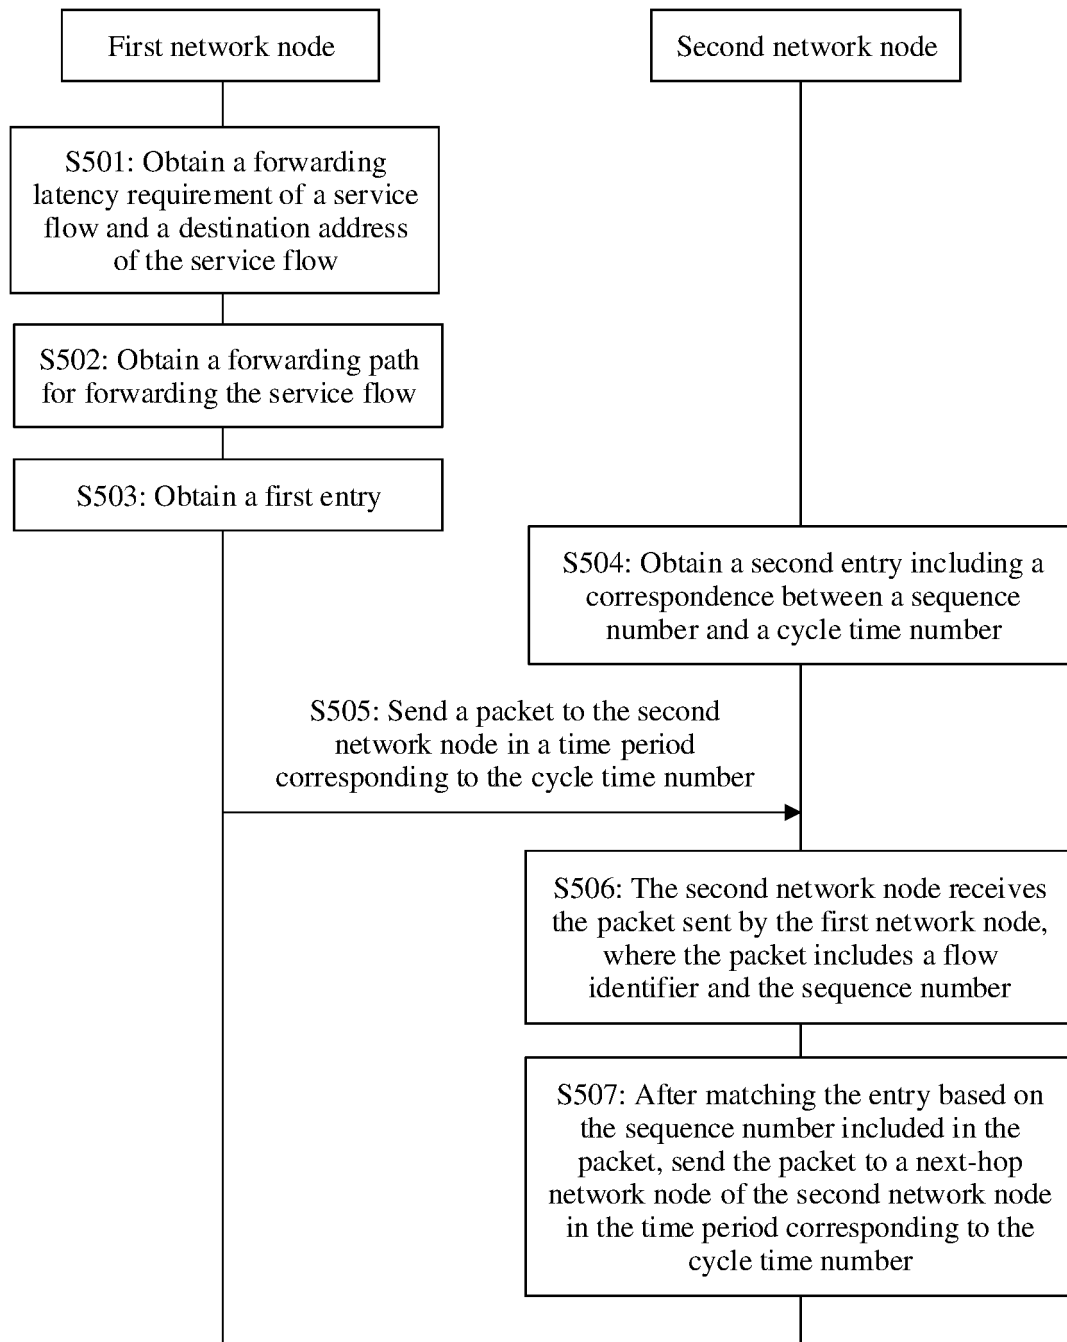 First network node
Second network node
S501: Obtain a forwarding
latency requirement of a service
flow and a destination address
of the service flow
S502: Obtain a forwarding path
for forwarding the service flow
S503: Obtain a first entry
S504: Obtain a second entry including a
correspondence between a sequence
number and a cycle time number
S505: Send a packet to the second
network node in a time period
corresponding to the cycle time number
S506: The second network node receives
the packet sent by the first network node,
where the packet includes a flow
identifier and the sequence number
S507: After matching the entry based on
the sequence number included in the
packet, send the packet to a next-hop
network node of the second network node
in the time period corresponding to the
cycle time number